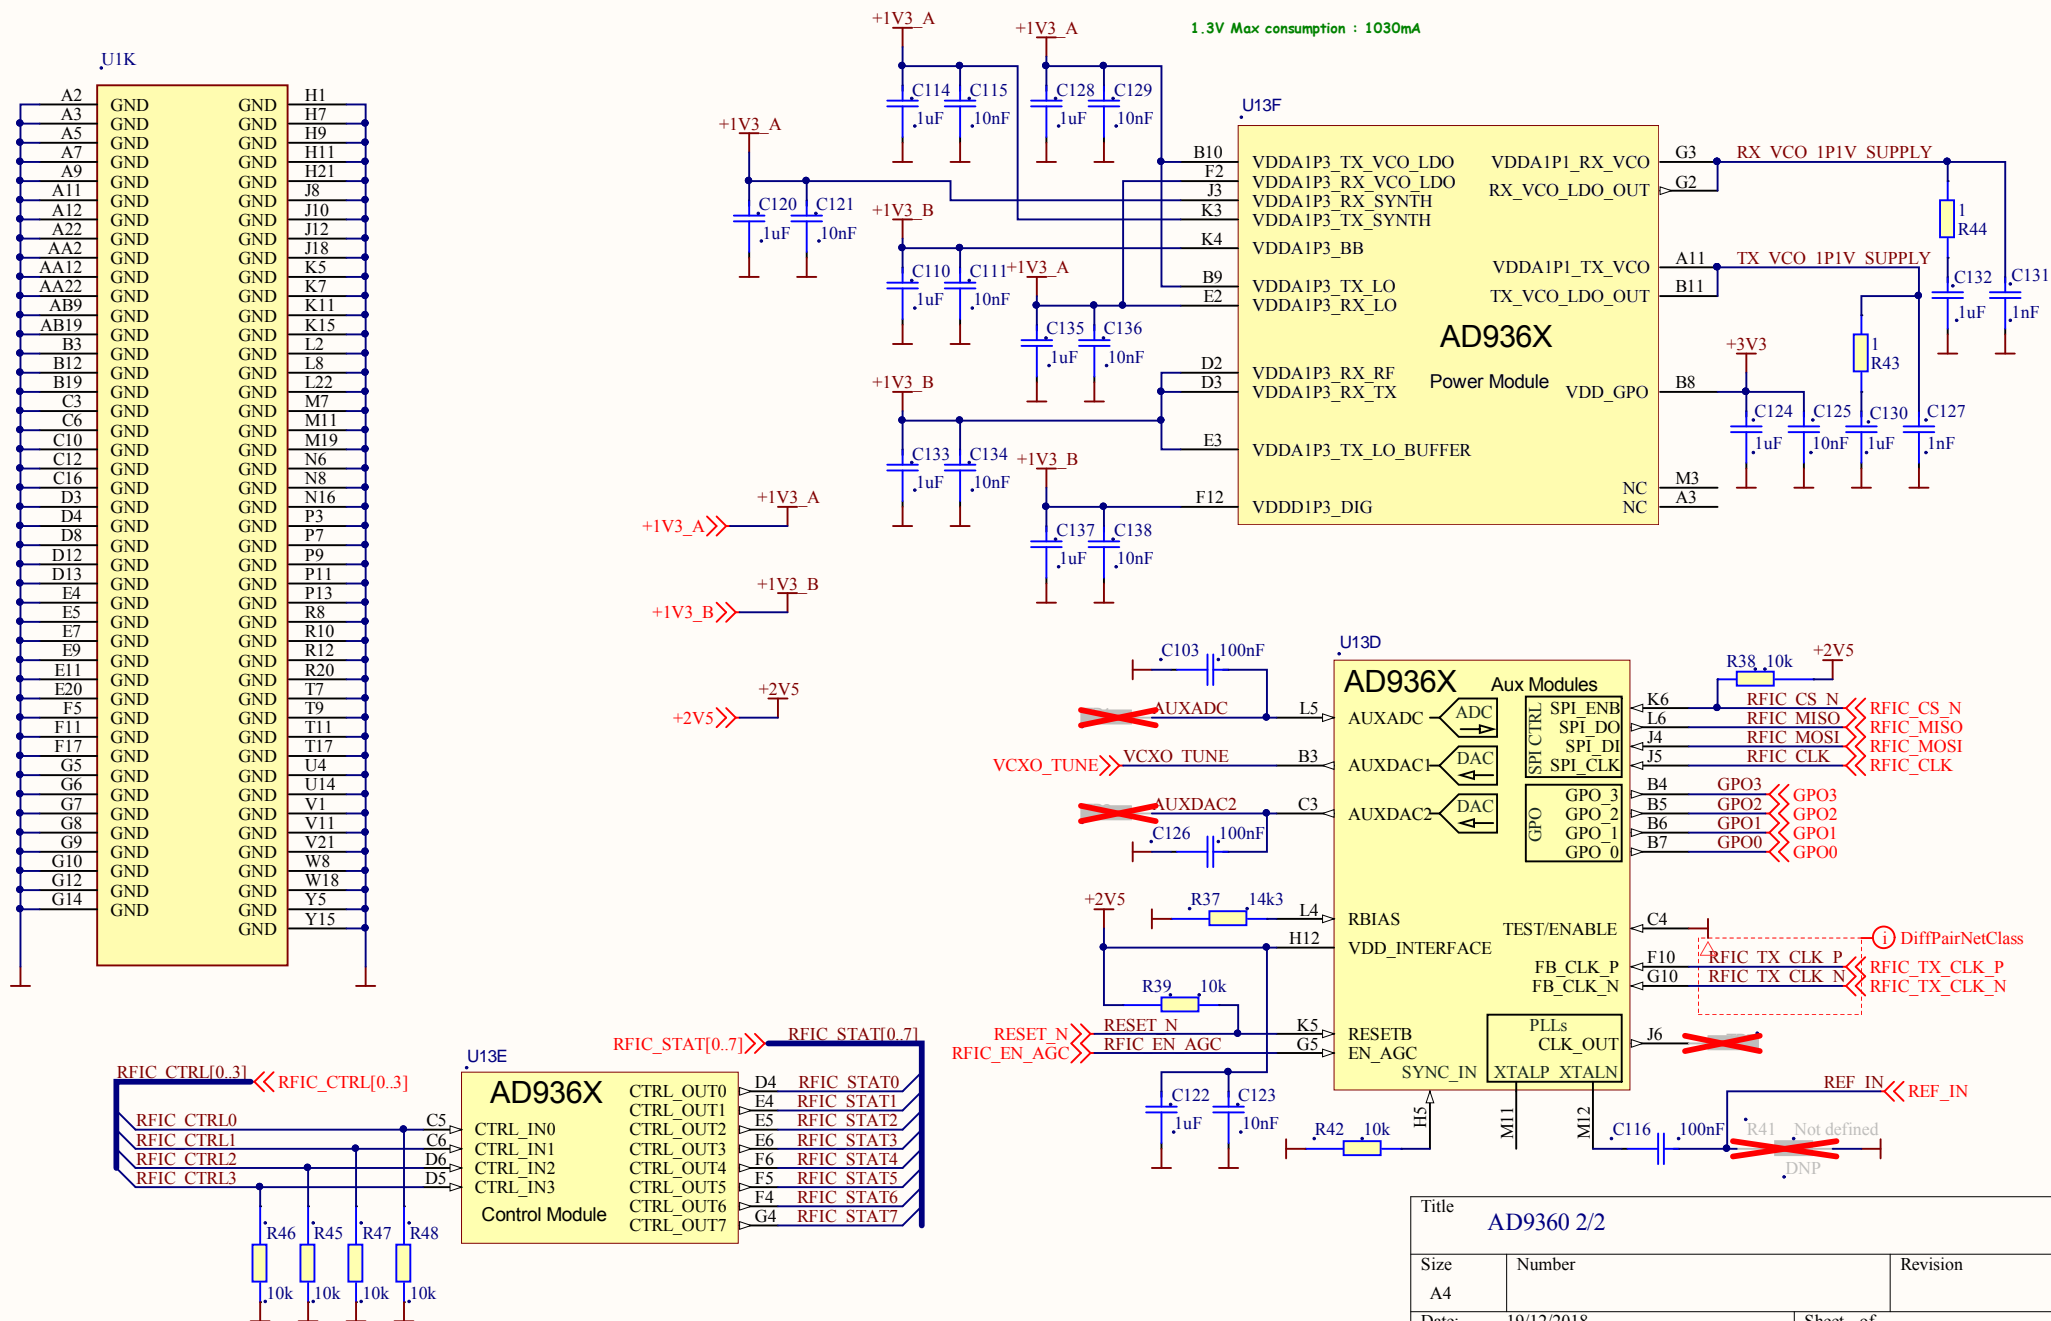 1.3V Max consumption : 1030mA
U1K
A2 GND GND H1
A3 GND GND H7
A5 GND GND H9
A7 GND GND H11
A9 GND GND H21
A11 GND GND J8
A12 GND GND J10
A22 GND GND J12
AA2 GND GND J18
AA12 GND GND K5
AA22 GND GND K7
AB9 GND GND K11
AB19 GND GND K15
B3 GND GND L2
B12 GND GND L8
B19 GND GND L22
C3 GND GND M7
C6 GND GND M11
C10 GND GND M19
C12 GND GND N6
C16 GND GND N8
D3 GND GND N16
D4 GND GND P3
D8 GND GND P7
D12 GND GND P9
D13 GND GND P11
E4 GND GND P13
E5 GND GND R8
E7 GND GND R10
E9 GND GND R12
E11 GND GND R20
E20 GND GND T7
F5 GND GND T9
F11 GND GND T11
F17 GND GND T17
G5 GND GND U4
G6 GND GND U14
G7 GND GND V1
G8 GND GND V11
G9 GND GND V21
G10 GND GND W8
G12 GND GND W18
G14 GND GND Y5
GND Y15
+1V3_A
+1V3_A
C114 C115 C128 C129
.1uF .10nF .1uF .10nF
+1V3_A
C120 C121
.1uF .10nF
+1V3_B
C110 C111
.1uF .10nF
+1V3_A
C135 C136
.1uF .10nF
+1V3_B
C133 C134
.1uF .10nF
+1V3_B
C137 C138
.1uF .10nF
+1V3_A +1V3_A
+1V3_B +1V3_B
+2V5 +2V5
U13F
B10 VDDA1P3_TX_VCO_LDO
F2 VDDA1P3_RX_VCO_LDO
J3 VDDA1P3_RX_SYNTH
K3 VDDA1P3_TX_SYNTH
K4 VDDA1P3_BB
B9 VDDA1P3_TX_LO
E2 VDDA1P3_RX_LO
D2 VDDA1P3_RX_RF
D3 VDDA1P3_RX_TX
E3 VDDA1P3_TX_LO_BUFFER
F12 VDDD1P3_DIG
AD936X
Power Module
VDDA1P1_RX_VCO G3 RX_VCO_1P1V_SUPPLY
RX_VCO_LDO_OUT G2
VDDA1P1_TX_VCO A11 TX_VCO_1P1V_SUPPLY
TX_VCO_LDO_OUT B11
VDD_GPO B8
NC M3
NC A3
1
R44
C132 C131
.1uF .1nF
+3V3
1
R43
C124 C125 C130 C127
.1uF .10nF .1uF .1nF
U13D
AD936X Aux Modules
C103 100nF
AUXADC L5 AUXADC ADC
VCXO_TUNE VCXO_TUNE B3 AUXDAC1 DAC
AUXDAC2 C3 AUXDAC2 DAC
C126 100nF
+2V5
R37 14k3 L4 RBIAS
H12 VDD_INTERFACE
R39 10k
RESET_N RESET_N K5 RESETB
RFIC_EN_AGC RFIC_EN_AGC G5 EN_AGC
C122 C123
.1uF .10nF
SYNC_IN
H5
R42 10k
R38 10k +2V5
SPI CTRL
SPI_ENB K6 RFIC_CS_N RFIC_CS_N
SPI_DO L6 RFIC_MISO RFIC_MISO
SPI_DI J4 RFIC_MOSI RFIC_MOSI
SPI_CLK J5 RFIC_CLK RFIC_CLK
GPO
GPO_3 B4 GPO3 GPO3
GPO_2 B5 GPO2 GPO2
GPO_1 B6 GPO1 GPO1
GPO_0 B7 GPO0 GPO0
TEST/ENABLE C4
i DiffPairNetClass
FB_CLK_P F10 RFIC_TX_CLK_P RFIC_TX_CLK_P
FB_CLK_N G10 RFIC_TX_CLK_N RFIC_TX_CLK_N
PLLs
CLK_OUT J6
XTALP XTALN
M11 M12
REF_IN REF_IN
C116 100nF
R41 Not defined
DNP
RFIC_STAT[0..7] RFIC_STAT[0..7]
RFIC_CTRL[0..3] RFIC_CTRL[0..3]
U13E
AD936X
Control Module
RFIC_CTRL0 C5 CTRL_IN0
RFIC_CTRL1 C6 CTRL_IN1
RFIC_CTRL2 D6 CTRL_IN2
RFIC_CTRL3 D5 CTRL_IN3
CTRL_OUT0 D4 RFIC_STAT0
CTRL_OUT1 E4 RFIC_STAT1
CTRL_OUT2 E5 RFIC_STAT2
CTRL_OUT3 E6 RFIC_STAT3
CTRL_OUT4 F6 RFIC_STAT4
CTRL_OUT5 F5 RFIC_STAT5
CTRL_OUT6 F4 RFIC_STAT6
CTRL_OUT7 G4 RFIC_STAT7
R46 R45 R47 R48
10k 10k 10k 10k
Title
AD9360 2/2
Size Number Revision
A4
Date: 19/12/2018 Sheet of